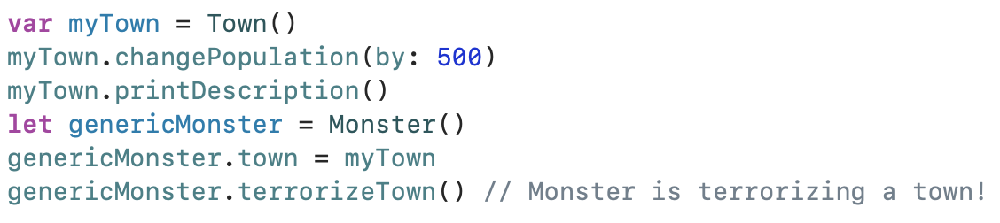 var myTown = Town()
myTown.changePopulation(by: 500)
myTown.printDescription()
let genericMonster = Monster()
genericMonster.town = myTown
genericMonster.terrorizeTown() // Monster is terrorizing a town!